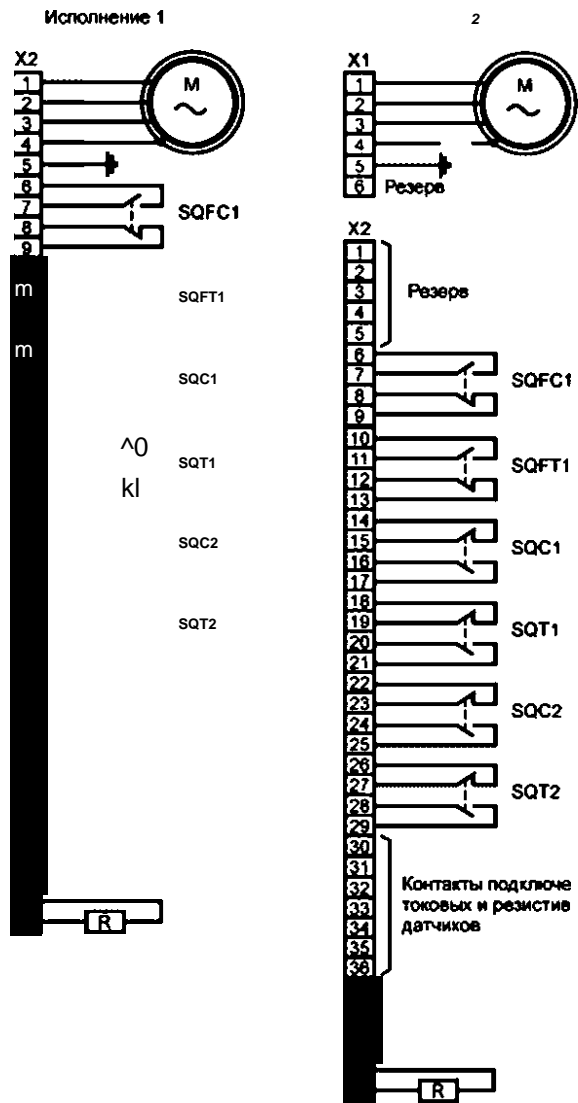 Исполнение 1
X2
M
1
2
3
4
5
6
7
8
9
SQFC1
m
SQFT1
m
SQC1
^0
SQT1
kl
SQC2
SQT2
R
2
X1
M
1
2
3
4
5
6 Резерв
X2
1
2
3 Резерв
4
5
6
7
8
9
SQFC1
10
11
12
13
SQFT1
14
15
16
17
SQC1
18
19
20
21
SQT1
22
23
24
25
SQC2
26
27
28
29
SQT2
30
31
32
33
34
35
36
Контакты подключе
токовых и резистив
датчиков
R